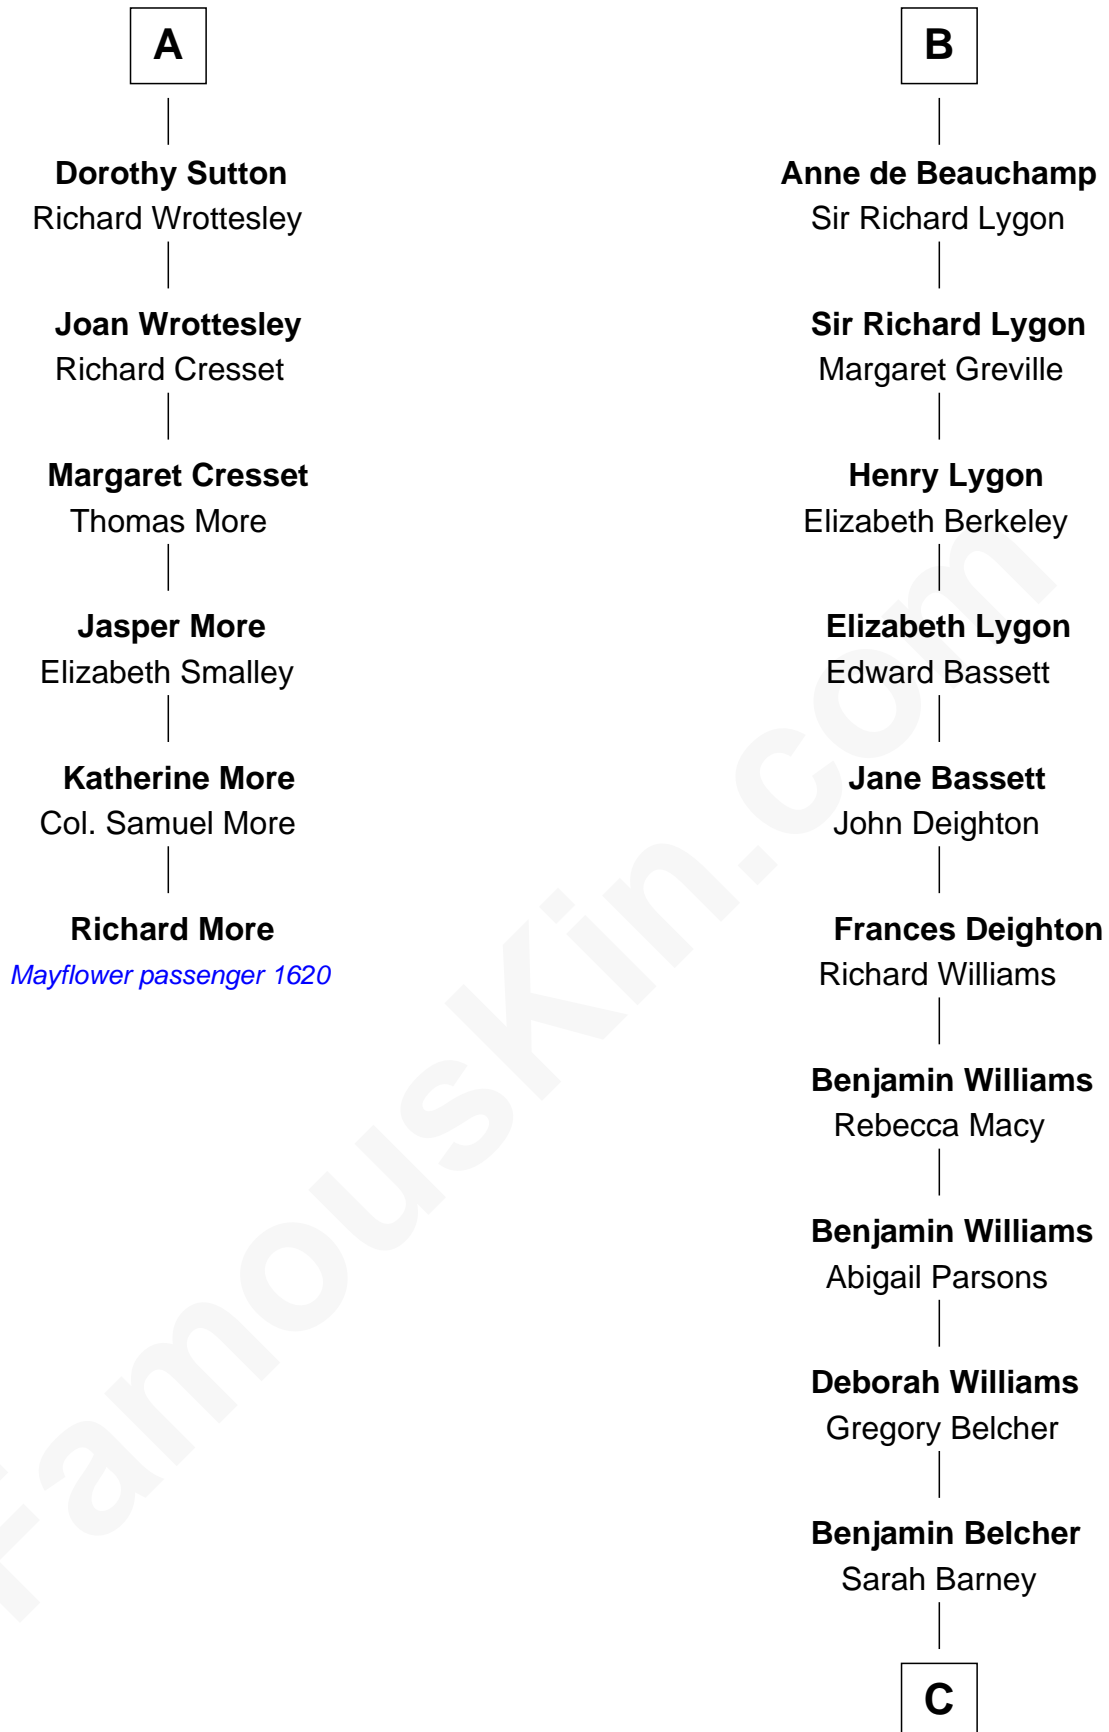 A
Dorothy Sutton
Richard Wrottesley
Joan Wrottesley
Richard Cresset
Margaret Cresset
Thomas More
Jasper More
Elizabeth Smalley
Katherine More
Col. Samuel More
Richard More
Mayflower passenger 1620
B
Anne de Beauchamp
Sir Richard Lygon
Sir Richard Lygon
Margaret Greville
Henry Lygon
Elizabeth Berkeley
Elizabeth Lygon
Edward Bassett
Jane Bassett
John Deighton
Frances Deighton
Richard Williams
Benjamin Williams
Rebecca Macy
Benjamin Williams
Abigail Parsons
Deborah Williams
Gregory Belcher
Benjamin Belcher
Sarah Barney
C
FamousKin.com